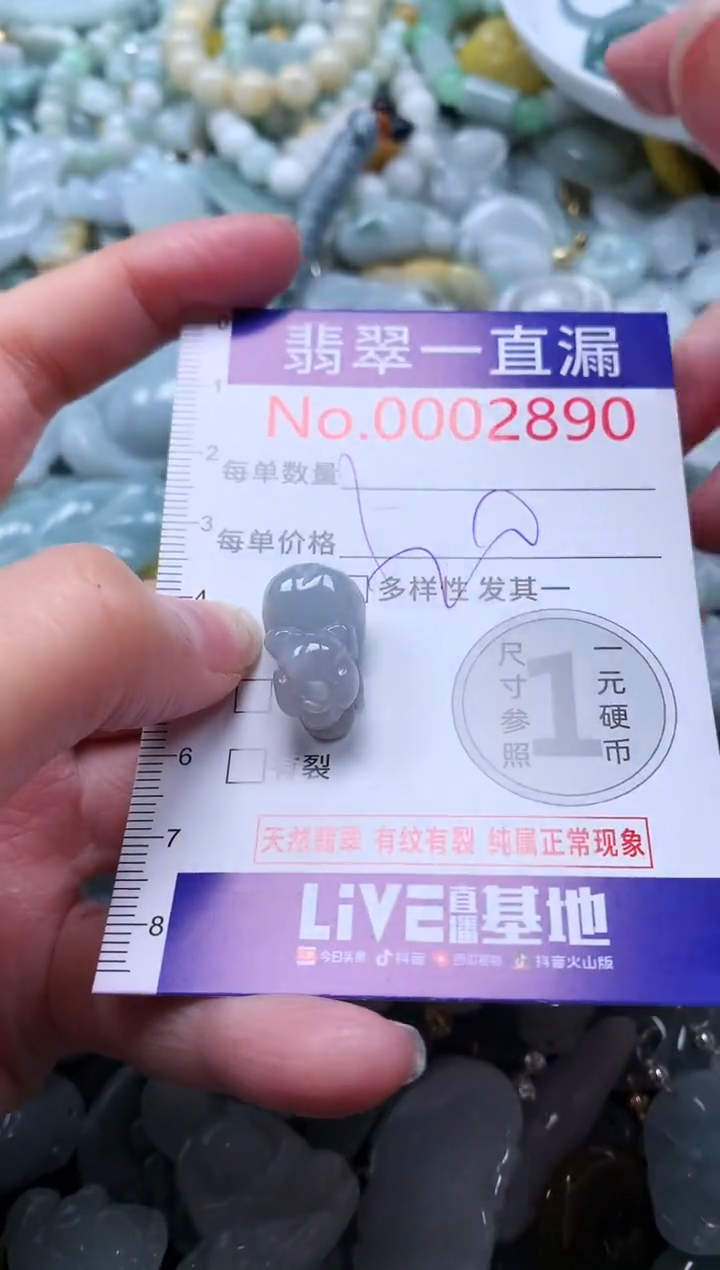 0
翡翠一直漏
1
No.0002890
2
每单数量
3
每单价格
4
多样性 发其一
尺寸参照
1
一元硬币
6
有裂
7
天然翡翠 有纹有裂 纯属正常现象
8
LiVE直播基地
今日头条 抖音 西瓜视频 抖音火山版